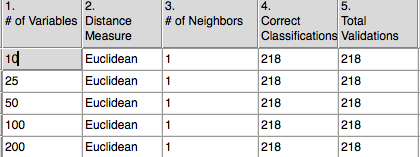 1. 2. 3. 4. 5.
# of Variables Distance # of Neighbors Correct Total
Measure Classifications Validations
10 Euclidean 1 218 218
25 Euclidean 1 218 218
50 Euclidean 1 218 218
100 Euclidean 1 218 218
200 Euclidean 1 218 218